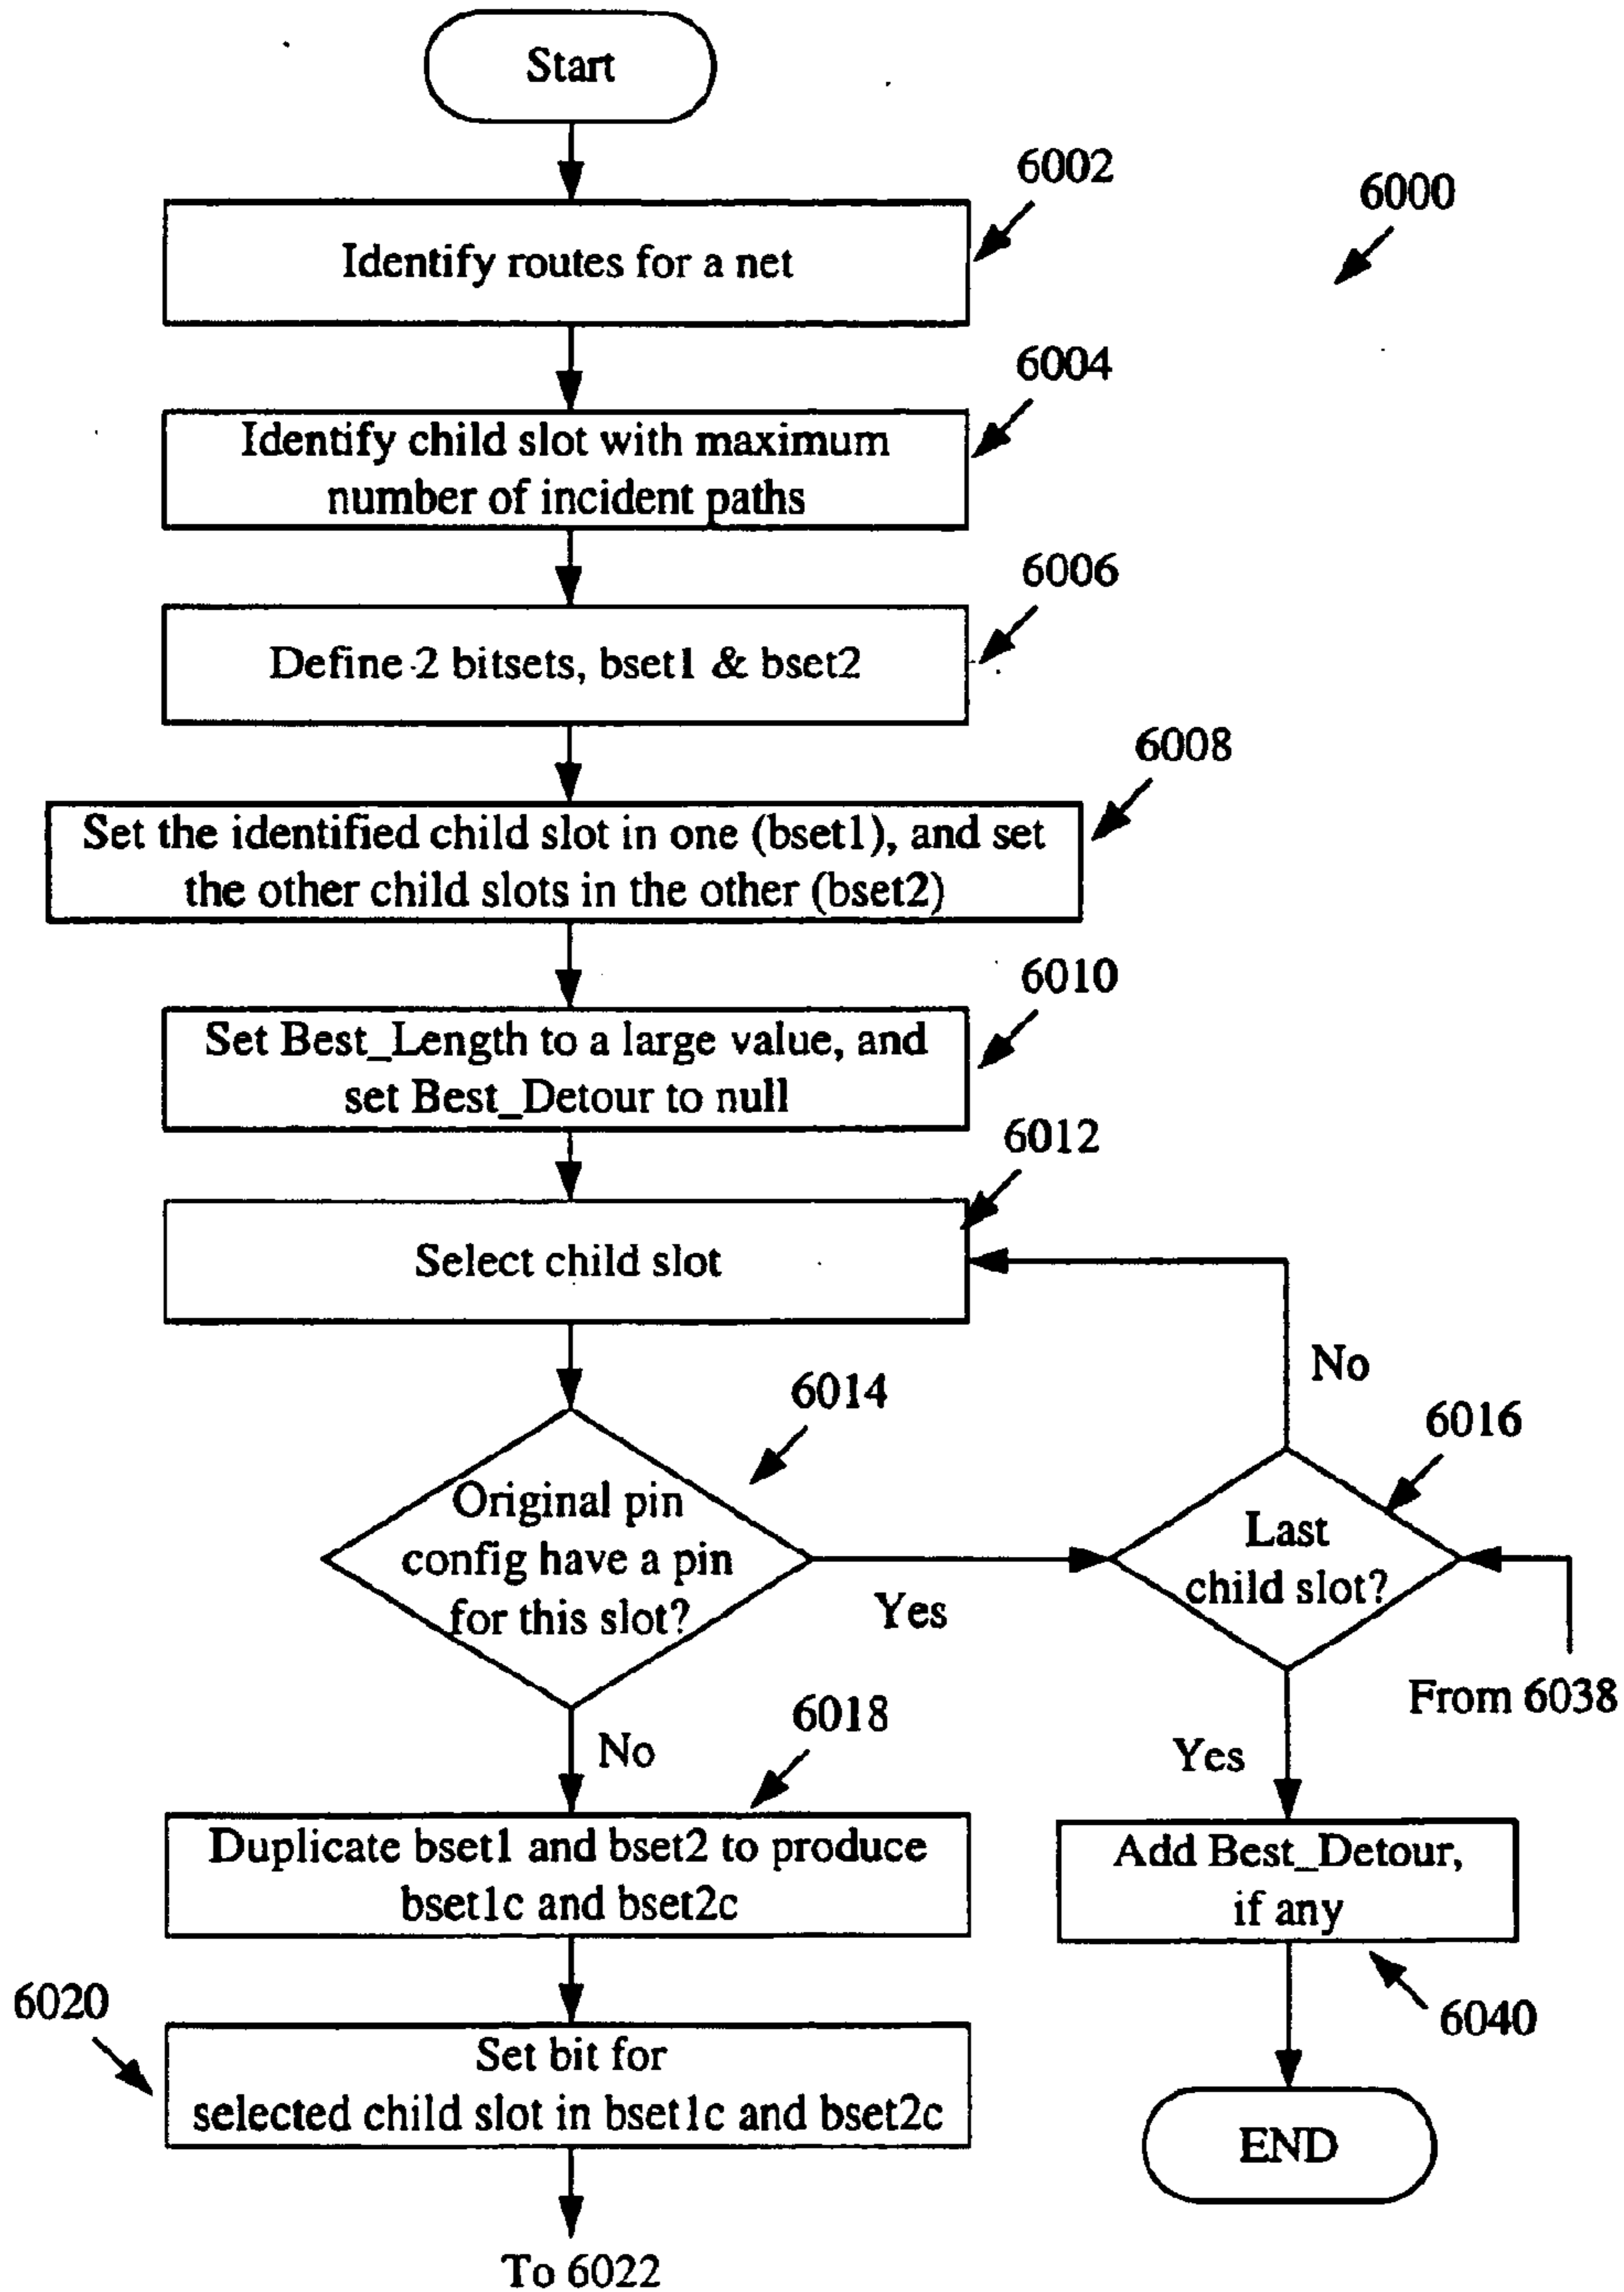 Start
6002
6000
Identify routes for a net
6004
Identify child slot with maximum
number of incident paths
6006
Define 2 bitsets, bset1 & bset2
6008
Set the identified child slot in one (bset1), and set
the other child slots in the other (bset2)
6010
Set Best_Length to a large value, and
set Best_Detour to null
6012
Select child slot
No
6014
6016
Original pin
config have a pin
for this slot?
Yes
Last
child slot?
From 6038
6018
No
Yes
Duplicate bset1 and bset2 to produce
bset1c and bset2c
Add Best_Detour,
if any
6020
6040
Set bit for
selected child slot in bset1c and bset2c
END
To 6022